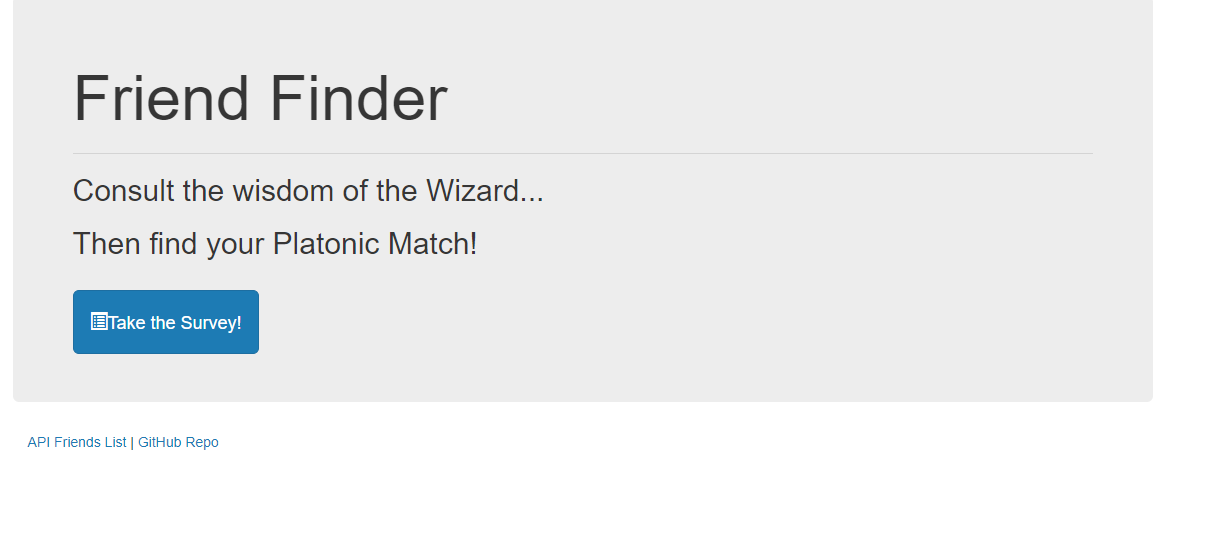 Friend Finder
Consult the wisdom of the Wizard...
Then find your Platonic Match!
Take the Survey!
API Friends List | GitHub Repo